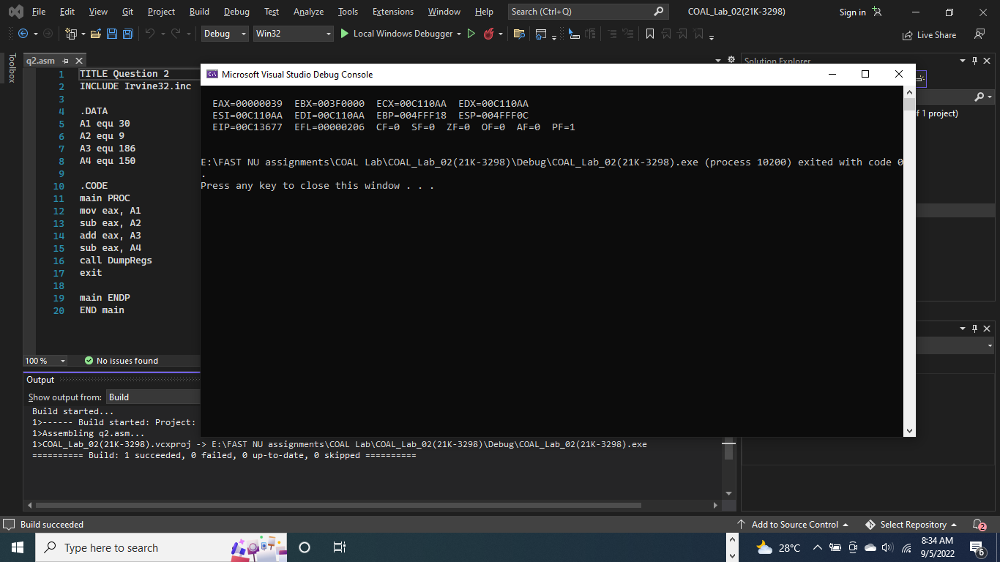 File Edit View Git Project Build Debug Test Analyze Tools Extensions Window Help Search (Ctrl+Q) COAL_Lab_02(21K-3298) Sign in
Debug Win32 Local Windows Debugger Live Share
Toolbox
q2.asm
Solution Explorer
1 TITLE Question 2
2 INCLUDE Irvine32.inc
3
4 .DATA
5 A1 equ 30
6 A2 equ 9
7 A3 equ 186
8 A4 equ 150
9
10 .CODE
11 main PROC
12 mov eax, A1
13 sub eax, A2
14 add eax, A3
15 sub eax, A4
16 call DumpRegs
17 exit
18
19 main ENDP
20 END main
Microsoft Visual Studio Debug Console
EAX=00000039 EBX=003F0000 ECX=00C110AA EDX=00C110AA
ESI=00C110AA EDI=00C110AA EBP=004FFF18 ESP=004FFF0C
EIP=00C13677 EFL=00000206 CF=0 SF=0 ZF=0 OF=0 AF=0 PF=1
E:\FAST NU assignments\COAL Lab\COAL_Lab_02(21K-3298)\Debug\COAL_Lab_02(21K-3298).exe (process 10200) exited with code 0
.
Press any key to close this window . . .
f 1 project)
100 % No issues found
Output
Show output from: Build
Build started...
1>------ Build started: Project:
1>Assembling q2.asm...
1>COAL_Lab_02(21K-3298).vcxproj -> E:\FAST NU assignments\COAL Lab\COAL_Lab_02(21K-3298)\Debug\COAL_Lab_02(21K-3298).exe
========== Build: 1 succeeded, 0 failed, 0 up-to-date, 0 skipped ==========
Build succeeded Add to Source Control Select Repository 2
Type here to search 28°C 8:34 AM
9/5/2022 6